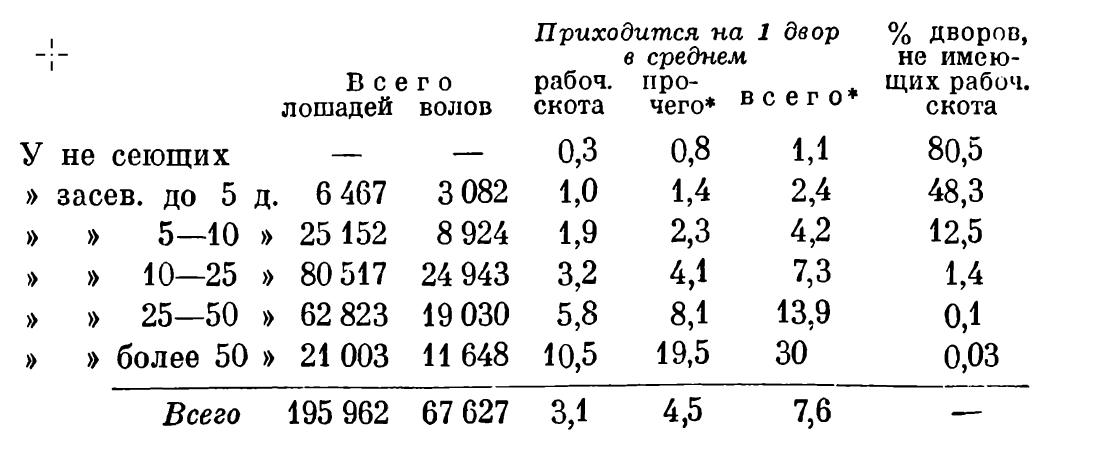 Приходится на 1 двор % дворов,
в среднем не имею-
Всего рабоч. про- щих рабоч.
лошадей волов скота чего* всего* скота
У не сеющих — — 0,3 0,8 1,1 80,5
» засев. до 5 д. 6 467 3 082 1,0 1,4 2,4 48,3
» » 5—10 » 25 152 8 924 1,9 2,3 4,2 12,5
» » 10—25 » 80 517 24 943 3,2 4,1 7,3 1,4
» » 25—50 » 62 823 19 030 5,8 8,1 13,9 0,1
» » более 50 » 21 003 11 648 10,5 19,5 30 0,03
Всего 195 962 67 627 3,1 4,5 7,6 —